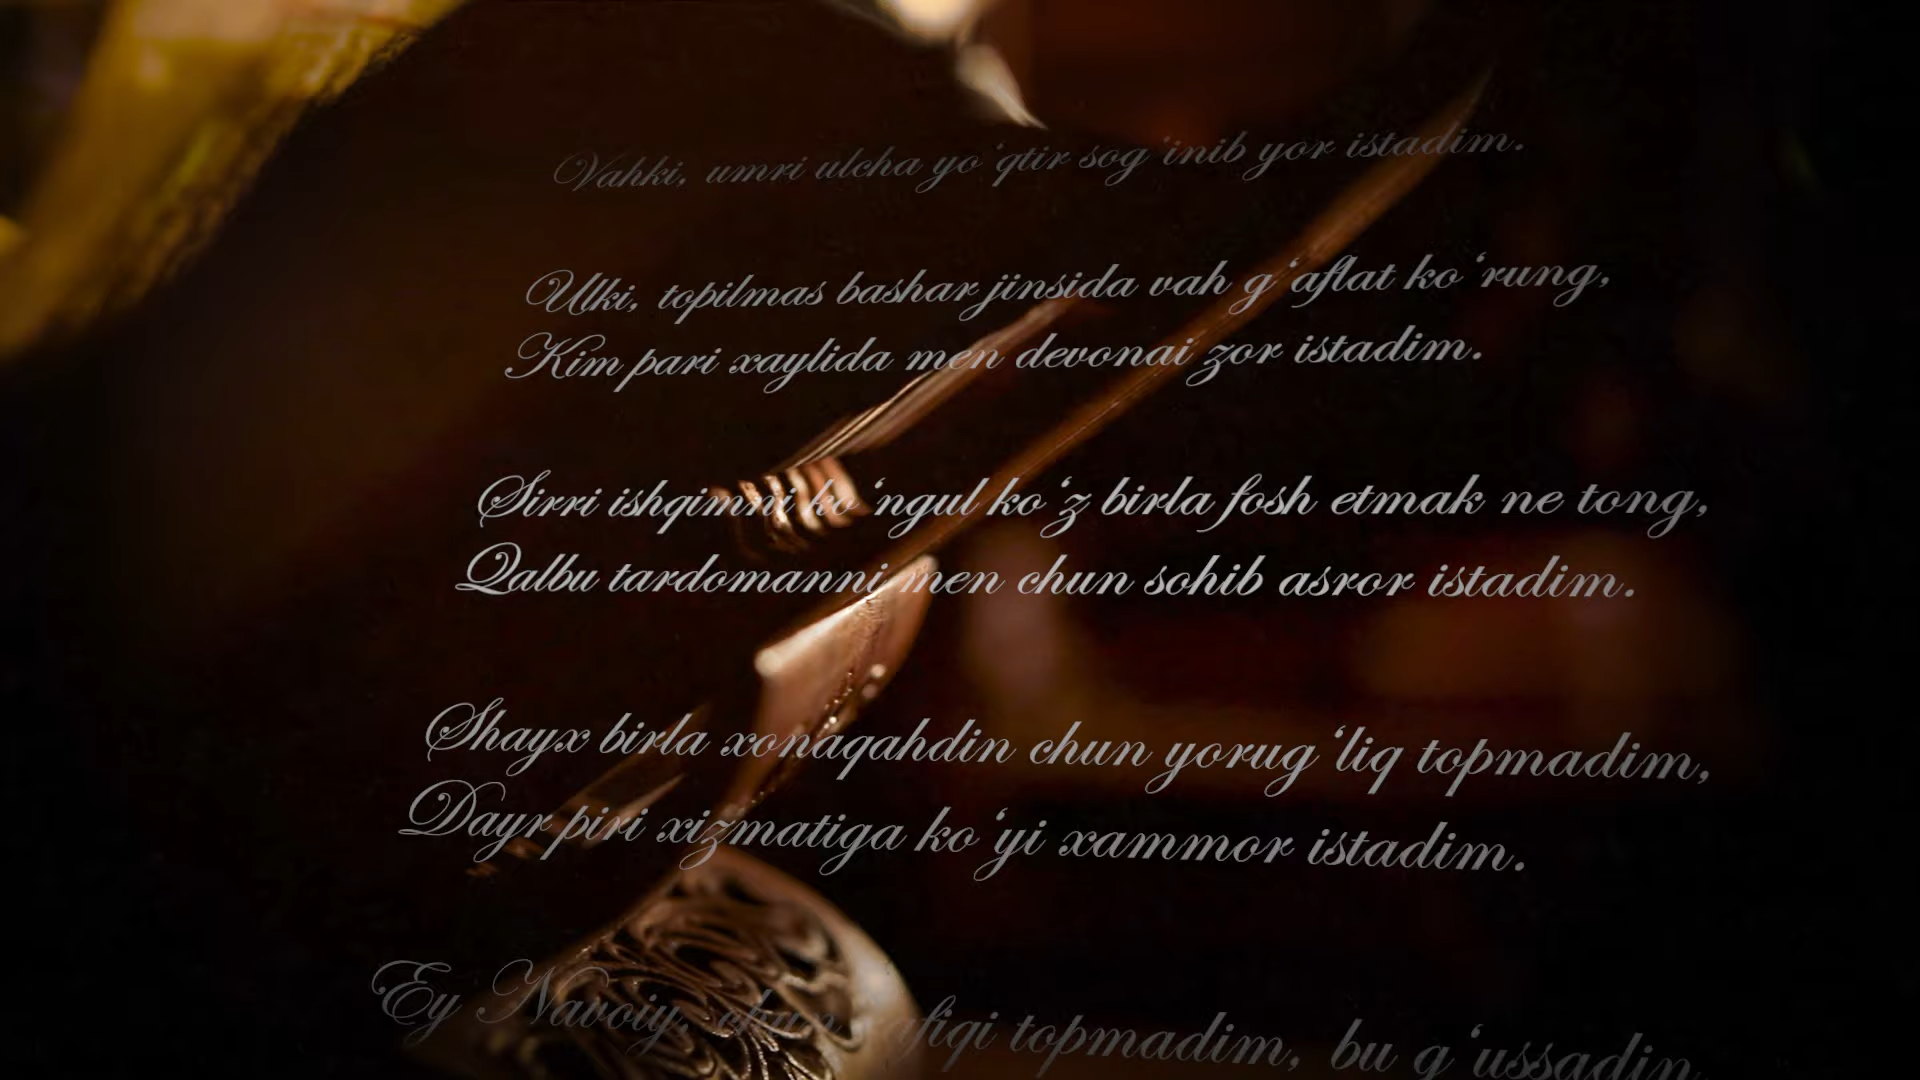 Vahki, umri ulcha yo‘qtir sog‘inib yor istadim.
Ulki, topilmas bashar jinsida vah g‘aflat ko‘rung,
Kim pari xaylida men devonai zor istadim.
Sirri ishqimni ko‘ngul ko‘z birla fosh etmak ne tong,
Qalbu tardomanni men chun sohib asror istadim.
Shayx birla xonaqahdin chun yorug‘liq topmadim,
Dayr piri xizmatiga ko‘yi xammor istadim.
Ey Navoiy, chun rafiqi topmadim, bu g‘ussadin